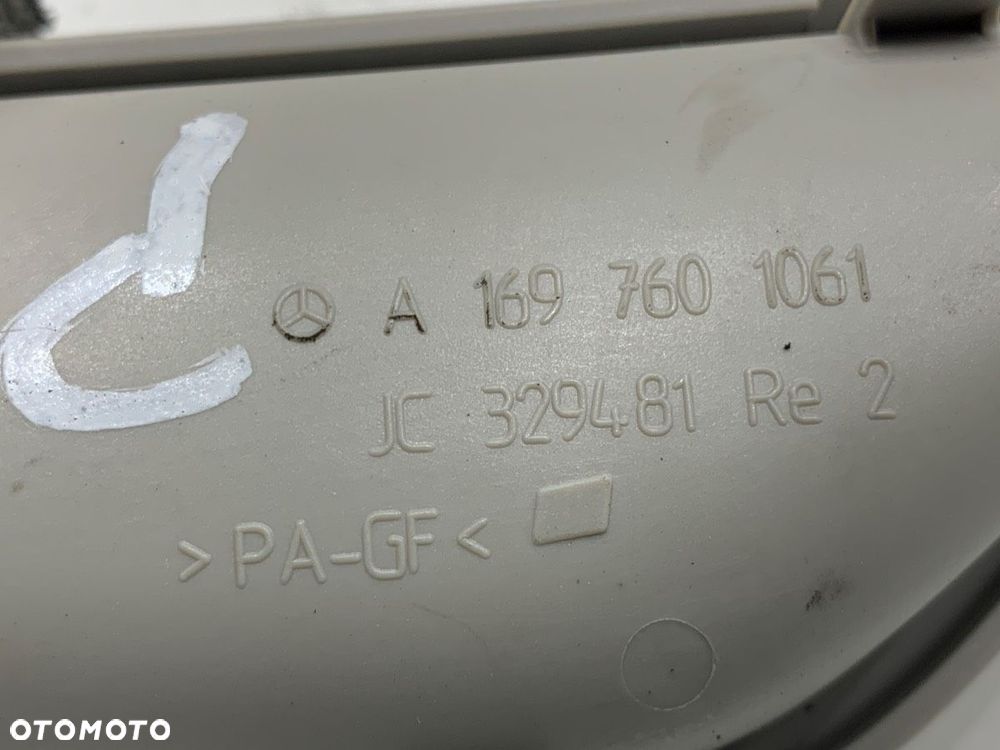 A 169 760 1061
JC 329481 Re 2
>PA-GF<
OTOMOTO